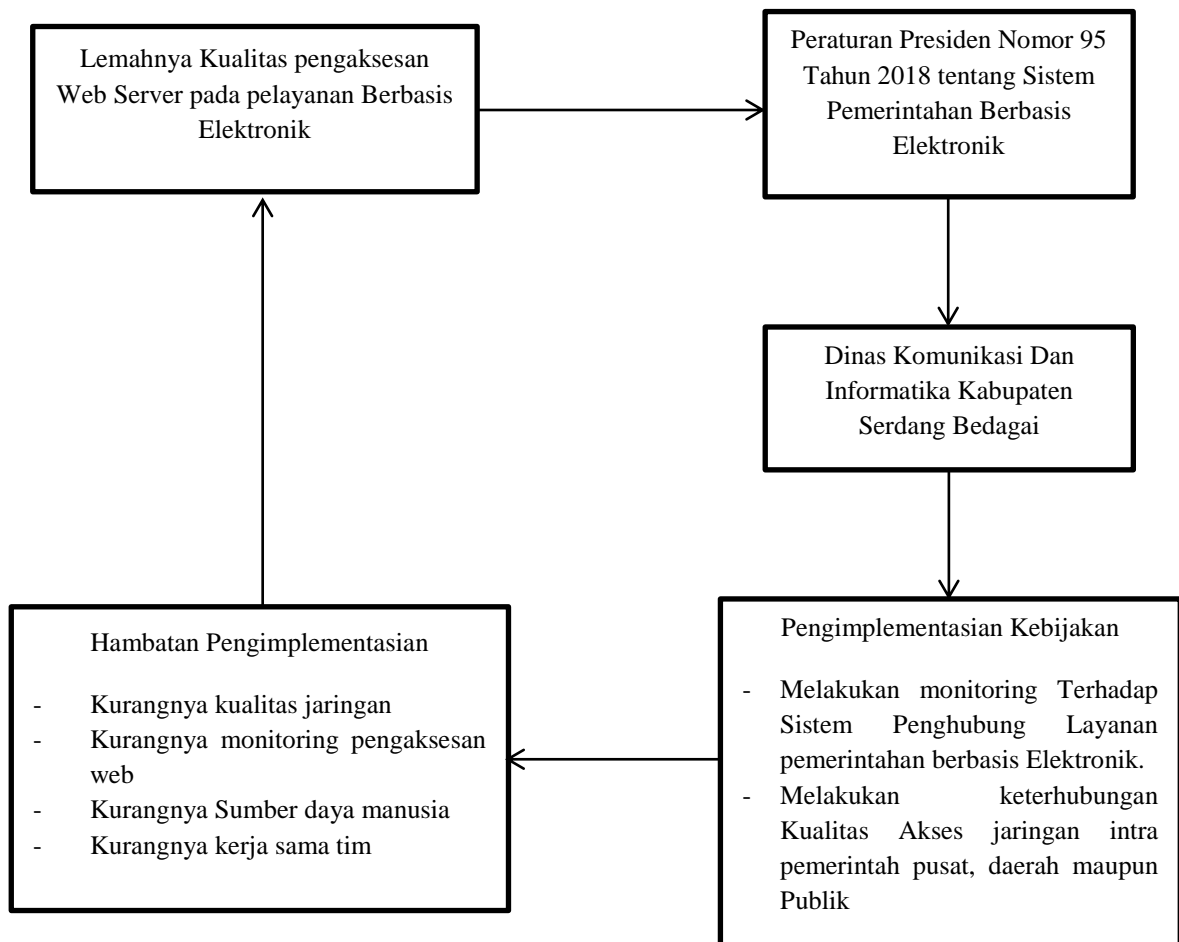 Lemahnya Kualitas pengaksesan
Web Server pada pelayanan Berbasis
Elektronik
Peraturan Presiden Nomor 95
Tahun 2018 tentang Sistem
Pemerintahan Berbasis
Elektronik
Dinas Komunikasi Dan
Informatika Kabupaten
Serdang Bedagai
Pengimplementasian Kebijakan
- Melakukan monitoring Terhadap
Sistem Penghubung Layanan
pemerintahan berbasis Elektronik.
- Melakukan keterhubungan
Kualitas Akses jaringan intra
pemerintah pusat, daerah maupun
Publik
Hambatan Pengimplementasian
- Kurangnya kualitas jaringan
- Kurangnya monitoring pengaksesan
web
- Kurangnya Sumber daya manusia
- Kurangnya kerja sama tim